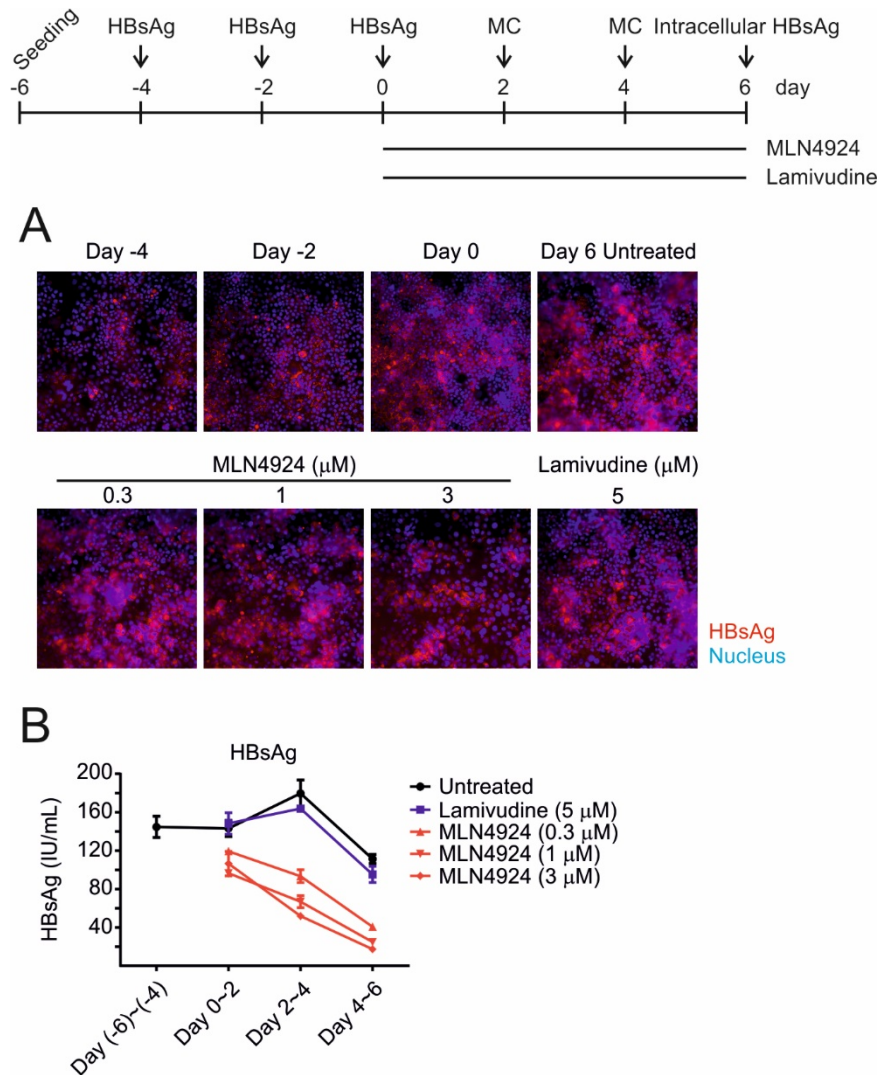 Seeding HBsAg HBsAg HBsAg MC MC Intracellular HBsAg
-6 -4 -2 0 2 4 6 day
MLN4924
Lamivudine
A
Day -4 Day -2 Day 0 Day 6 Untreated
MLN4924 (μM) Lamivudine (μM)
0.3 1 3 5
HBsAg
Nucleus
B
HBsAg
HBsAg (IU/mL)
200
160
120
80
40
Untreated
Lamivudine (5 μM)
MLN4924 (0.3 μM)
MLN4924 (1 μM)
MLN4924 (3 μM)
Day (-6)~(-4) Day 0~2 Day 2~4 Day 4~6